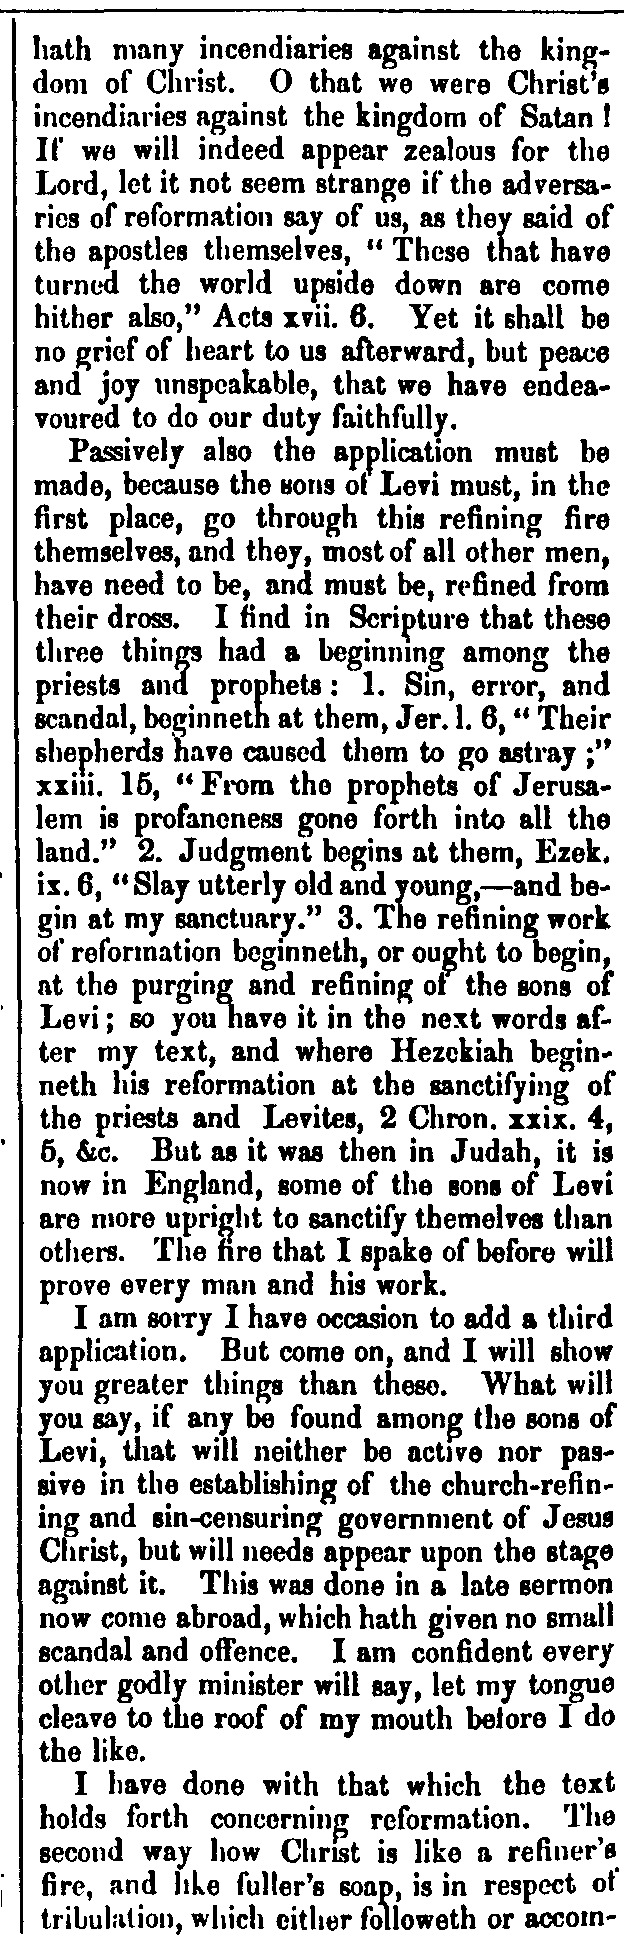 hath many incendiaries against the king-
dom of Christ. O that we were Christ's
incendiaries against the kingdom of Satan!
If we will indeed appear zealous for the
Lord, let it not seem strange if the adversa-
ries of reformation say of us, as they said of
the apostles themselves, "These that have
turned the world upside down are come
hither also," Acts xvii. 6. Yet it shall be
no grief of heart to us afterward, but peace
and joy unspeakable, that we have endea-
voured to do our duty faithfully.
Passively also the application must be
made, because the sons of Levi must, in the
first place, go through this refining fire
themselves, and they, most of all other men,
have need to be, and must be, refined from
their dross. I find in Scripture that these
three things had a beginning among the
priests and prophets: 1. Sin, error, and
scandal, beginneth at them, Jer. l. 6, "Their
shepherds have caused them to go astray;"
xxiii. 15, "From the prophets of Jerusa-
lem is profaneness gone forth into all the
land." 2. Judgment begins at them, Ezek.
ix. 6, "Slay utterly old and young,—and be-
gin at my sanctuary." 3. The refining work
of reformation beginneth, or ought to begin,
at the purging and refining of the sons of
Levi; so you have it in the next words af-
ter my text, and where Hezekiah begin-
neth his reformation at the sanctifying of
the priests and Levites, 2 Chron. xxix. 4,
5, &c. But as it was then in Judah, it is
now in England, some of the sons of Levi
are more upright to sanctify themelves than
others. The fire that I spake of before will
prove every man and his work.
I am sorry I have occasion to add a third
application. But come on, and I will show
you greater things than these. What will
you say, if any be found among the sons of
Levi, that will neither be active nor pas-
sive in the establishing of the church-refin-
ing and sin-censuring government of Jesus
Christ, but will needs appear upon the stage
against it. This was done in a late sermon
now come abroad, which hath given no small
scandal and offence. I am confident every
other godly minister will say, let my tongue
cleave to the roof of my mouth before I do
the like.
I have done with that which the text
holds forth concerning reformation. The
second way how Christ is like a refiner's
fire, and like fuller's soap, is in respect of
tribulation, which either followeth or accom-